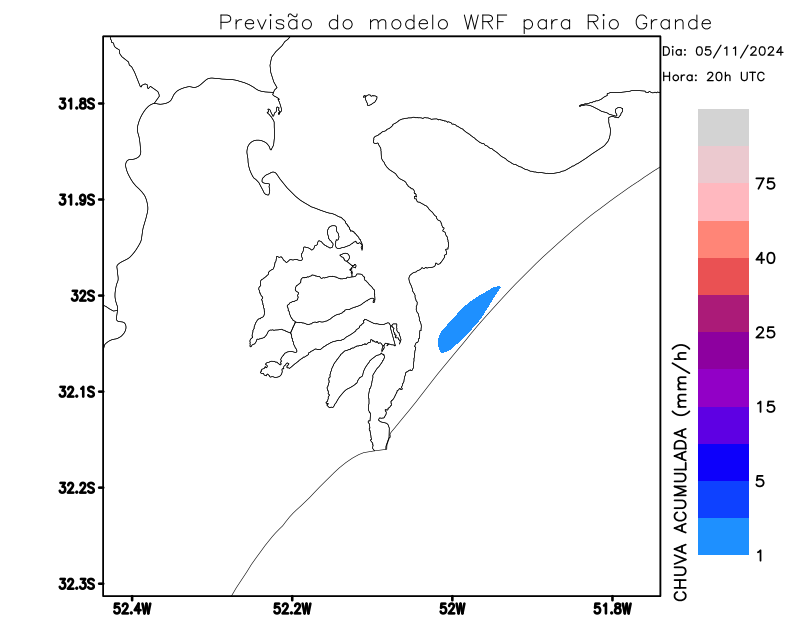 Previsão do modelo WRF para Rio Grande
Dia: 05/11/2024
Hora: 20h UTC
31.8S
31.9S
32S
32.1S
32.2S
32.3S
52.4W
52.2W
52W
51.8W
75
40
25
15
5
1
CHUVA ACUMULADA (mm/h)